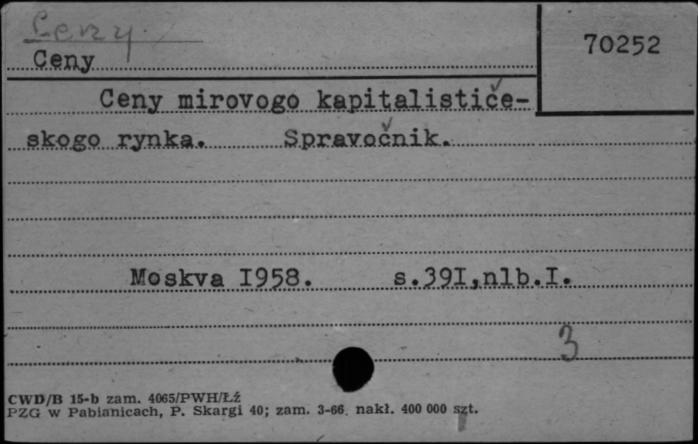 Ceny
70252
Ceny
Ceny mirovogo kapitalističe-
skogo rynka. Spravočnik.
Moskva I958. s.39I,nlb.I.
3
CWD/B 15-b zam. 4065/PWH/Łź
PZG w Pabianicach, P. Skargi 40; zam. 3-66. nakł. 400 000 szt.